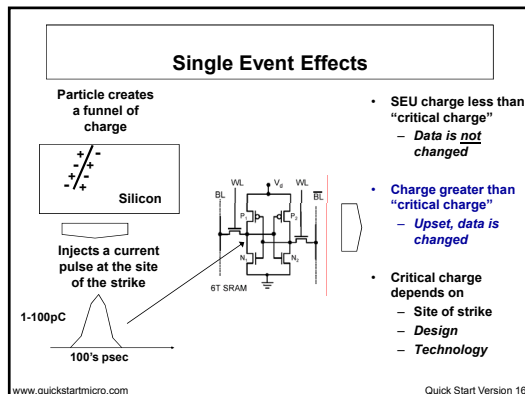 Single Event Effects
Particle creates
a funnel of
charge
+ -
- +
+ -
- +
Silicon
Injects a current
pulse at the site
of the strike
1-100pC
100's psec
WL
Vd
WL
BL
BL
P1
P2
N1
N2
6T SRAM
• SEU charge less than
"critical charge"
– Data is not
changed
• Charge greater than
"critical charge"
– Upset, data is
changed
• Critical charge
depends on
– Site of strike
– Design
– Technology
www.quickstartmicro.com
Quick Start Version 16